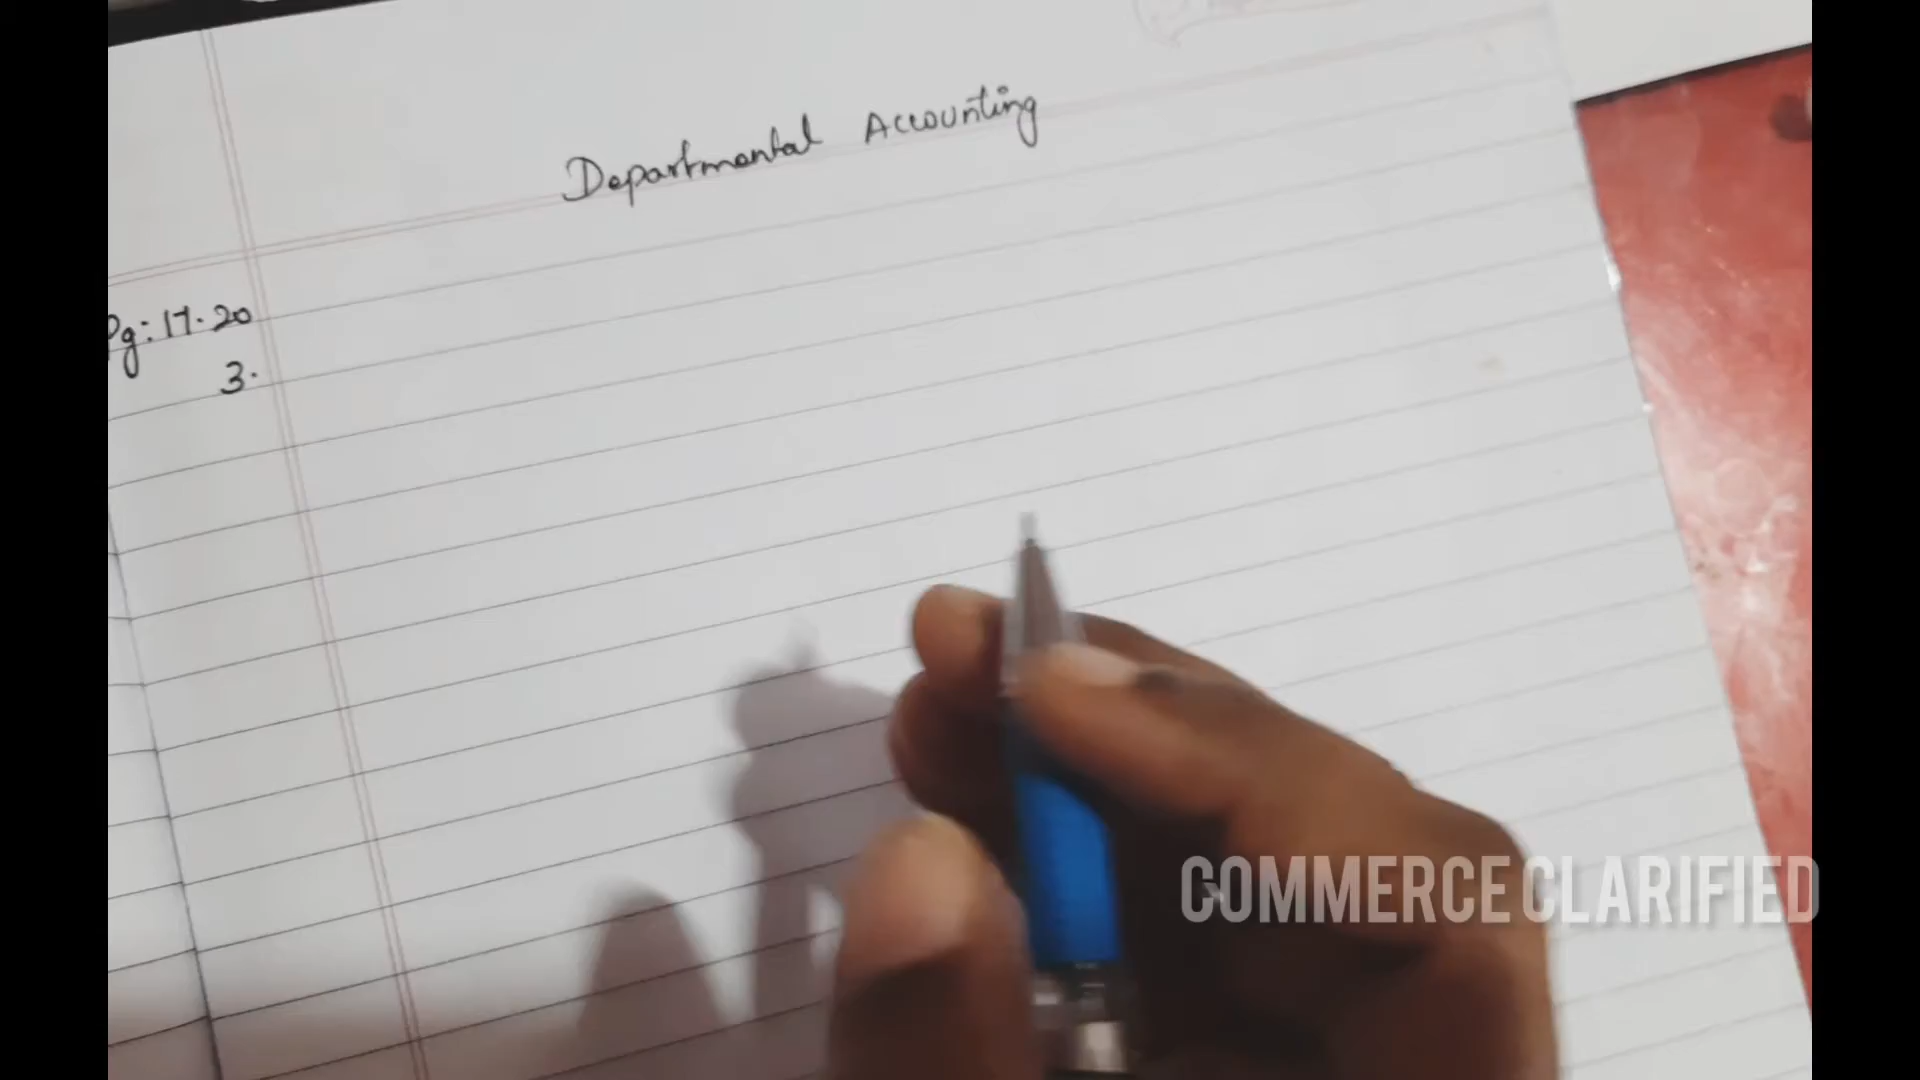 Departmental Accounting
Pg: 17.20
3.
COMMERCE CLARIFIED